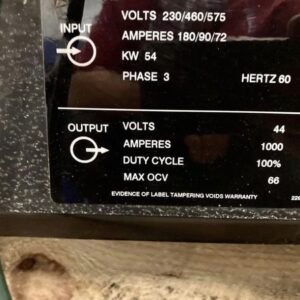 INPUT
VOLTS 230/460/575
AMPERES 180/90/72
KW 54
PHASE 3 HERTZ 60
OUTPUT
VOLTS 44
AMPERES 1000
DUTY CYCLE 100%
MAX OCV 66
EVIDENCE OF LABEL TAMPERING VOIDS WARRANTY